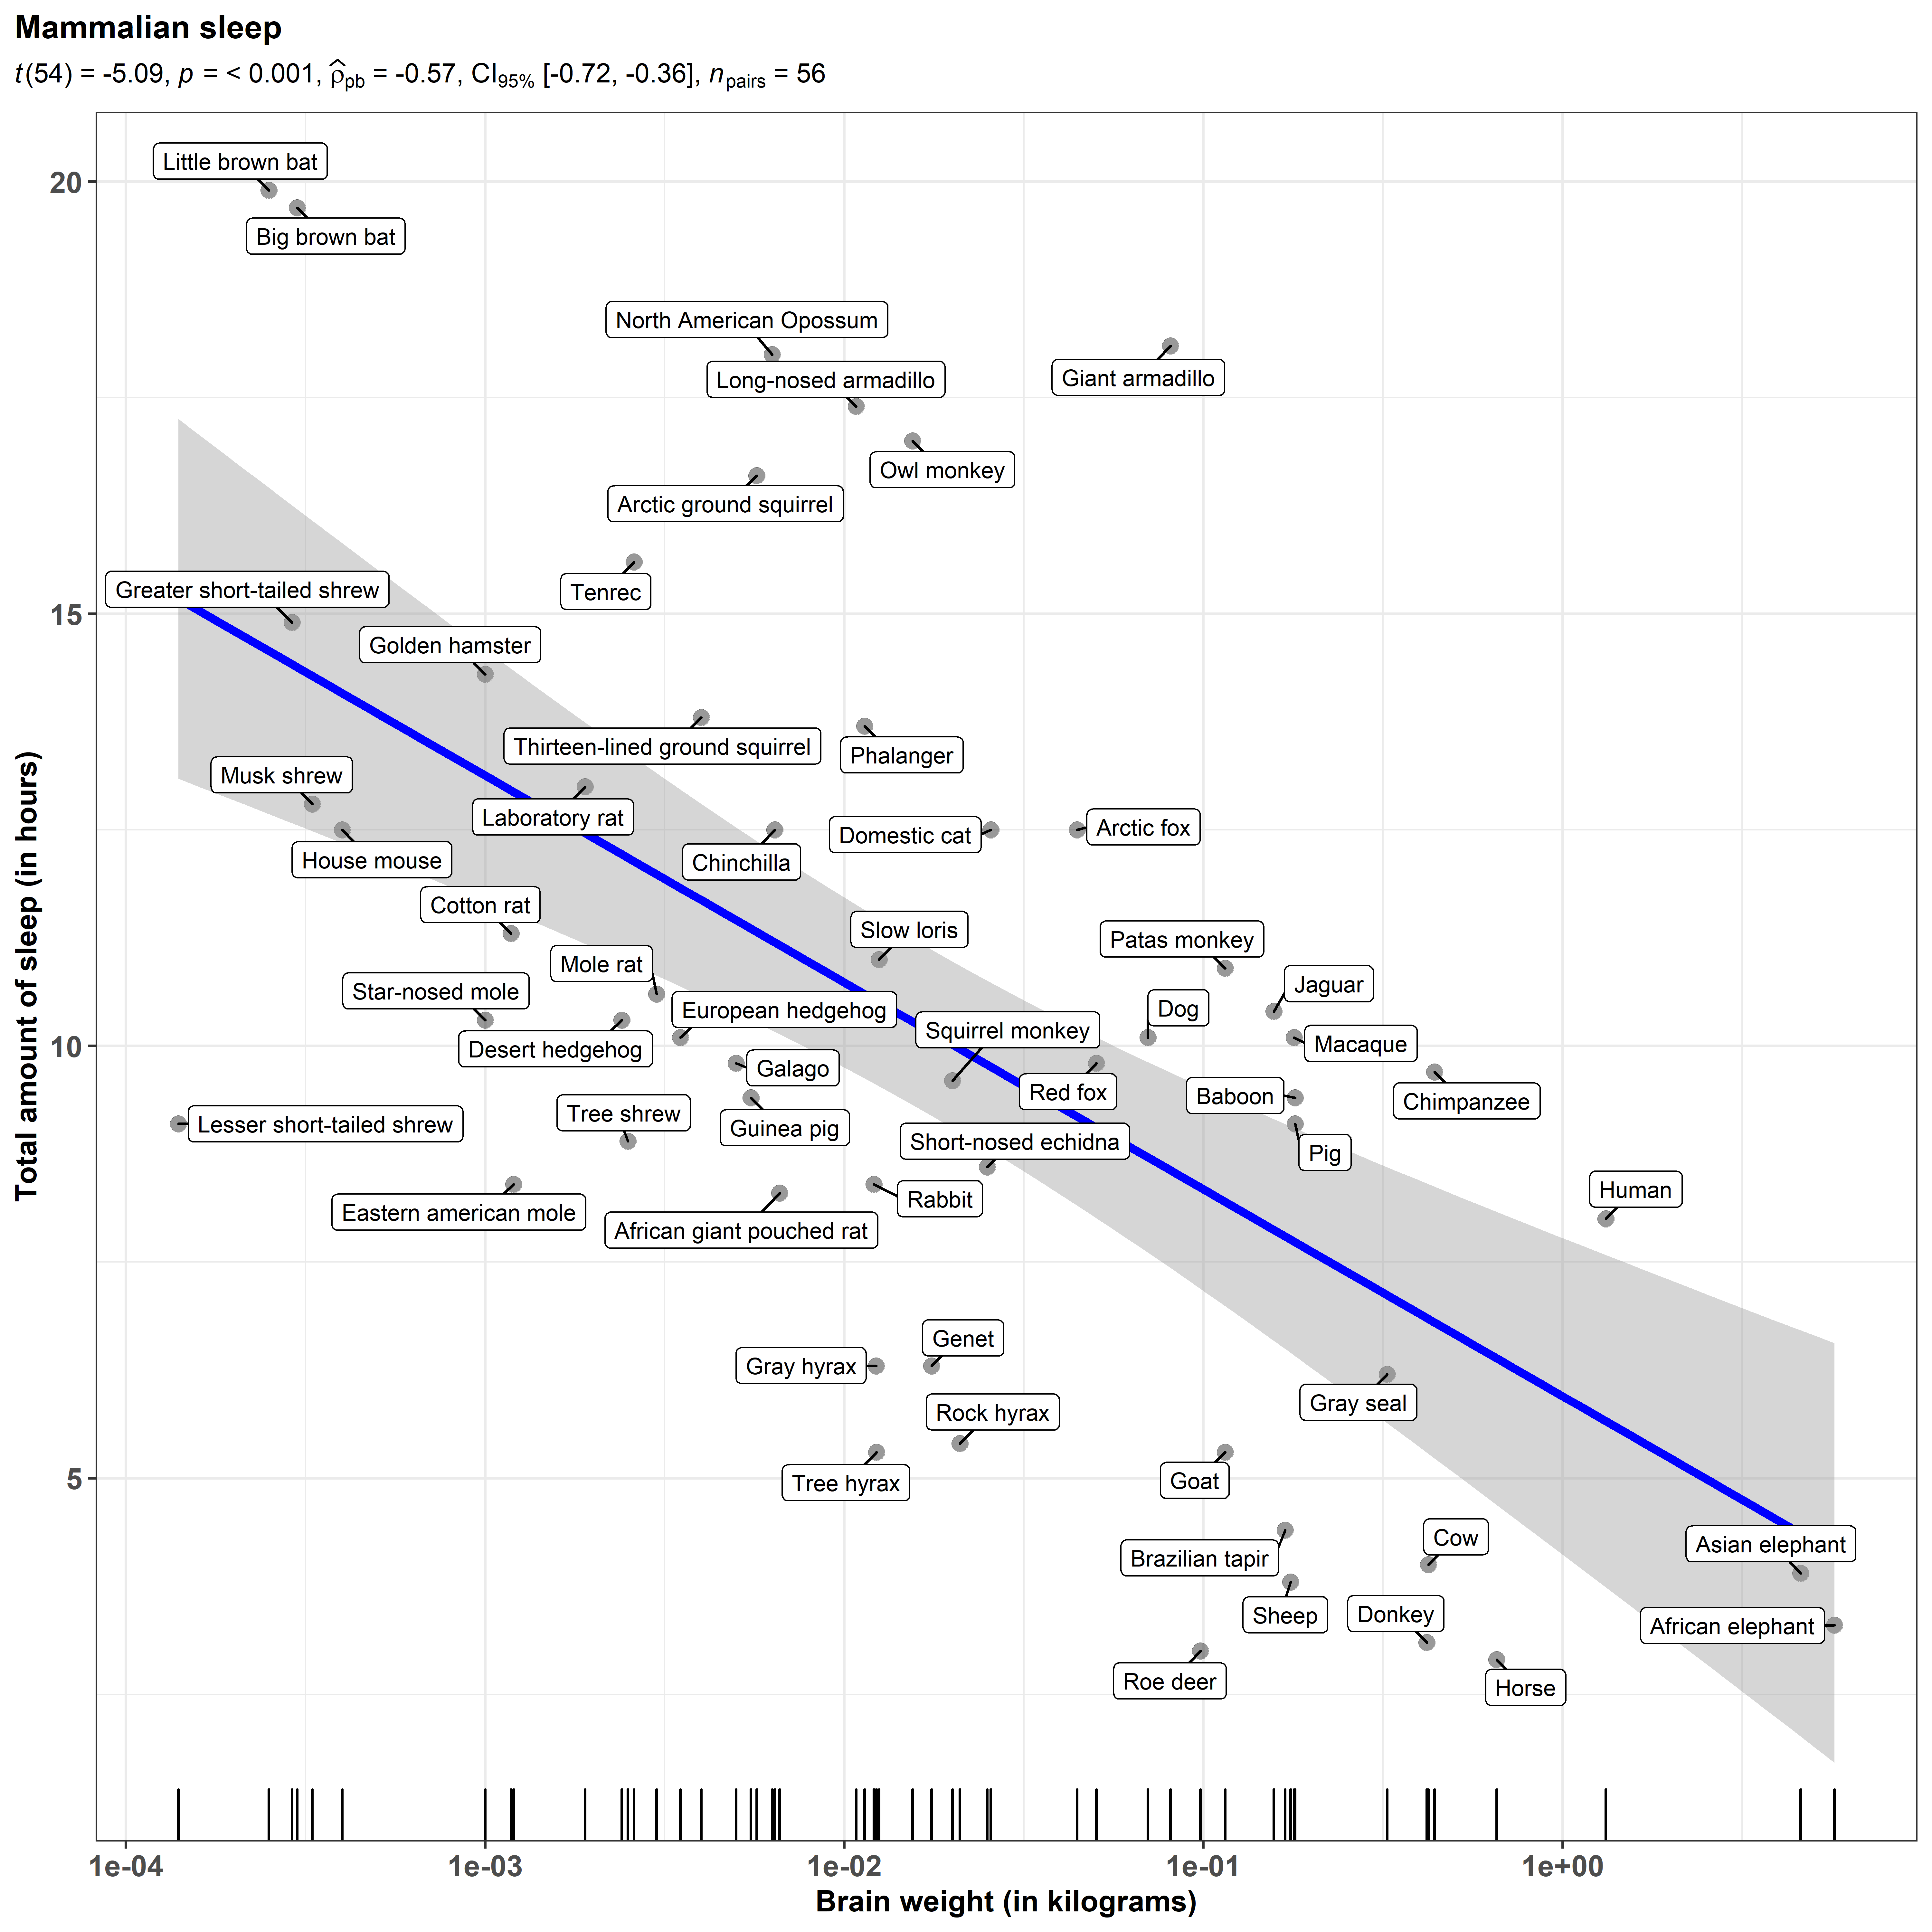 Mammalian sleep
t(54) = -5.09, p = < 0.001, ρ̂pb = -0.57, CI95% [-0.72, -0.36], npairs = 56
Little brown bat
20
Big brown bat
North American Opossum
Long-nosed armadillo
Giant armadillo
Owl monkey
Arctic ground squirrel
Tenrec
Greater short-tailed shrew
15
Golden hamster
Thirteen-lined ground squirrel
Phalanger
Musk shrew
Laboratory rat
Arctic fox
Domestic cat
House mouse
Chinchilla
Cotton rat
Slow loris
Patas monkey
Mole rat
Jaguar
Star-nosed mole
Dog
European hedgehog
Squirrel monkey
Macaque
10
Desert hedgehog
Galago
Red fox
Baboon
Chimpanzee
Tree shrew
Lesser short-tailed shrew
Guinea pig
Short-nosed echidna
Pig
Human
Rabbit
Eastern american mole
African giant pouched rat
Genet
Gray hyrax
Gray seal
Rock hyrax
5
Tree hyrax
Goat
Cow
Asian elephant
Brazilian tapir
Sheep
Donkey
African elephant
Roe deer
Horse
Total amount of sleep (in hours)
1e-04
1e-03
1e-02
1e-01
1e+00
Brain weight (in kilograms)